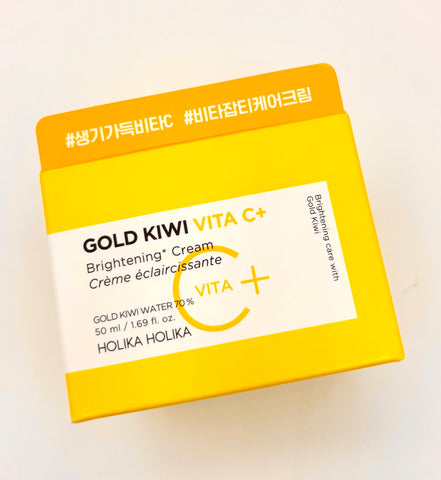 #생기가득비타C #비타잡티케어크림
GOLD KIWI VITA C+
Brightening* Cream
Crème éclaircissante
VITA +
GOLD KIWI WATER 70%
50 ml / 1.69 fl. oz.
HOLIKA HOLIKA
Brightening care with
Gold Kiwi